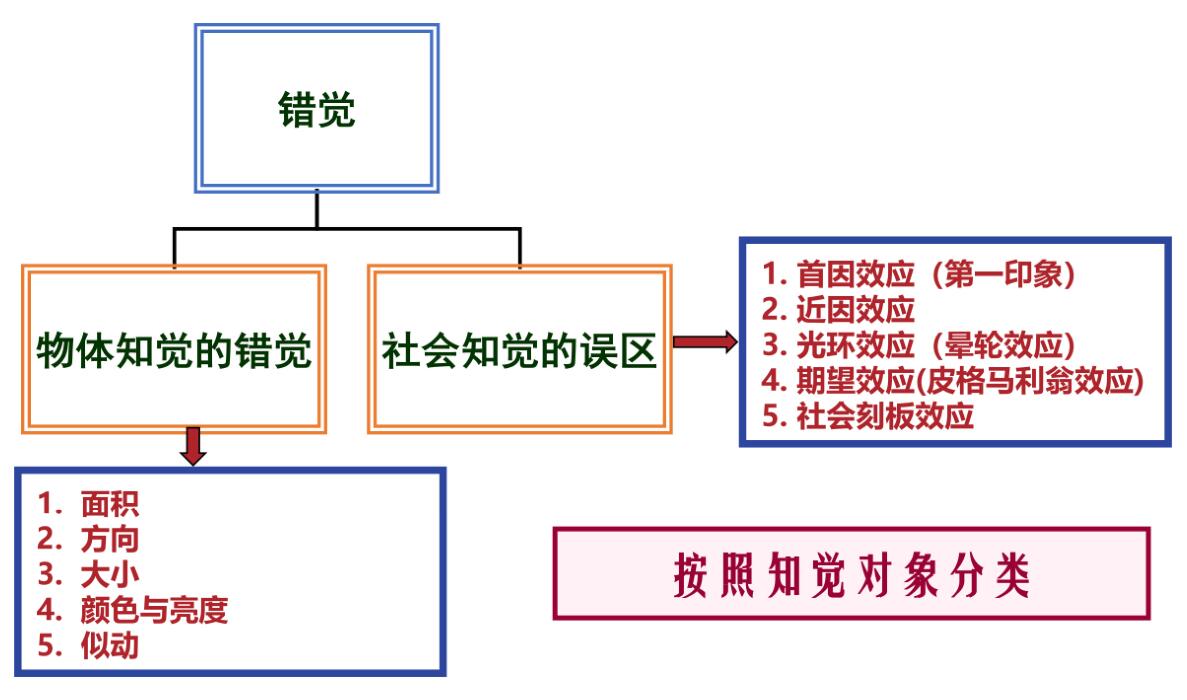 错觉
物体知觉的错觉
社会知觉的误区
1. 首因效应（第一印象）
2. 近因效应
3. 光环效应（晕轮效应）
4. 期望效应(皮格马利翁效应)
5. 社会刻板效应
1. 面积
2. 方向
3. 大小
4. 颜色与亮度
5. 似动
按照知觉对象分类